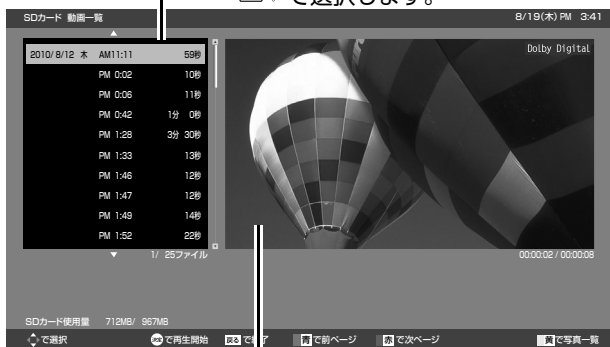 で選択します。
SDカード 動画一覧 8/19(木) PM 3:41
Dolby Digital
2010/ 8/12 木 AM11:11 59秒
PM 0:02 10秒
PM 0:06 11秒
PM 0:42 1分 0秒
PM 1:28 3分 30秒
PM 1:33 13秒
PM 1:46 12秒
PM 1:47 12秒
PM 1:49 14秒
PM 1:52 22秒
1/ 25ファイル 00:00:02 / 00:00:08
SDカード使用量 712MB/ 967MB
で選択 決定 で再生開始 戻る で終了 青 で前ページ 赤 で次ページ 黄 で写真一覧